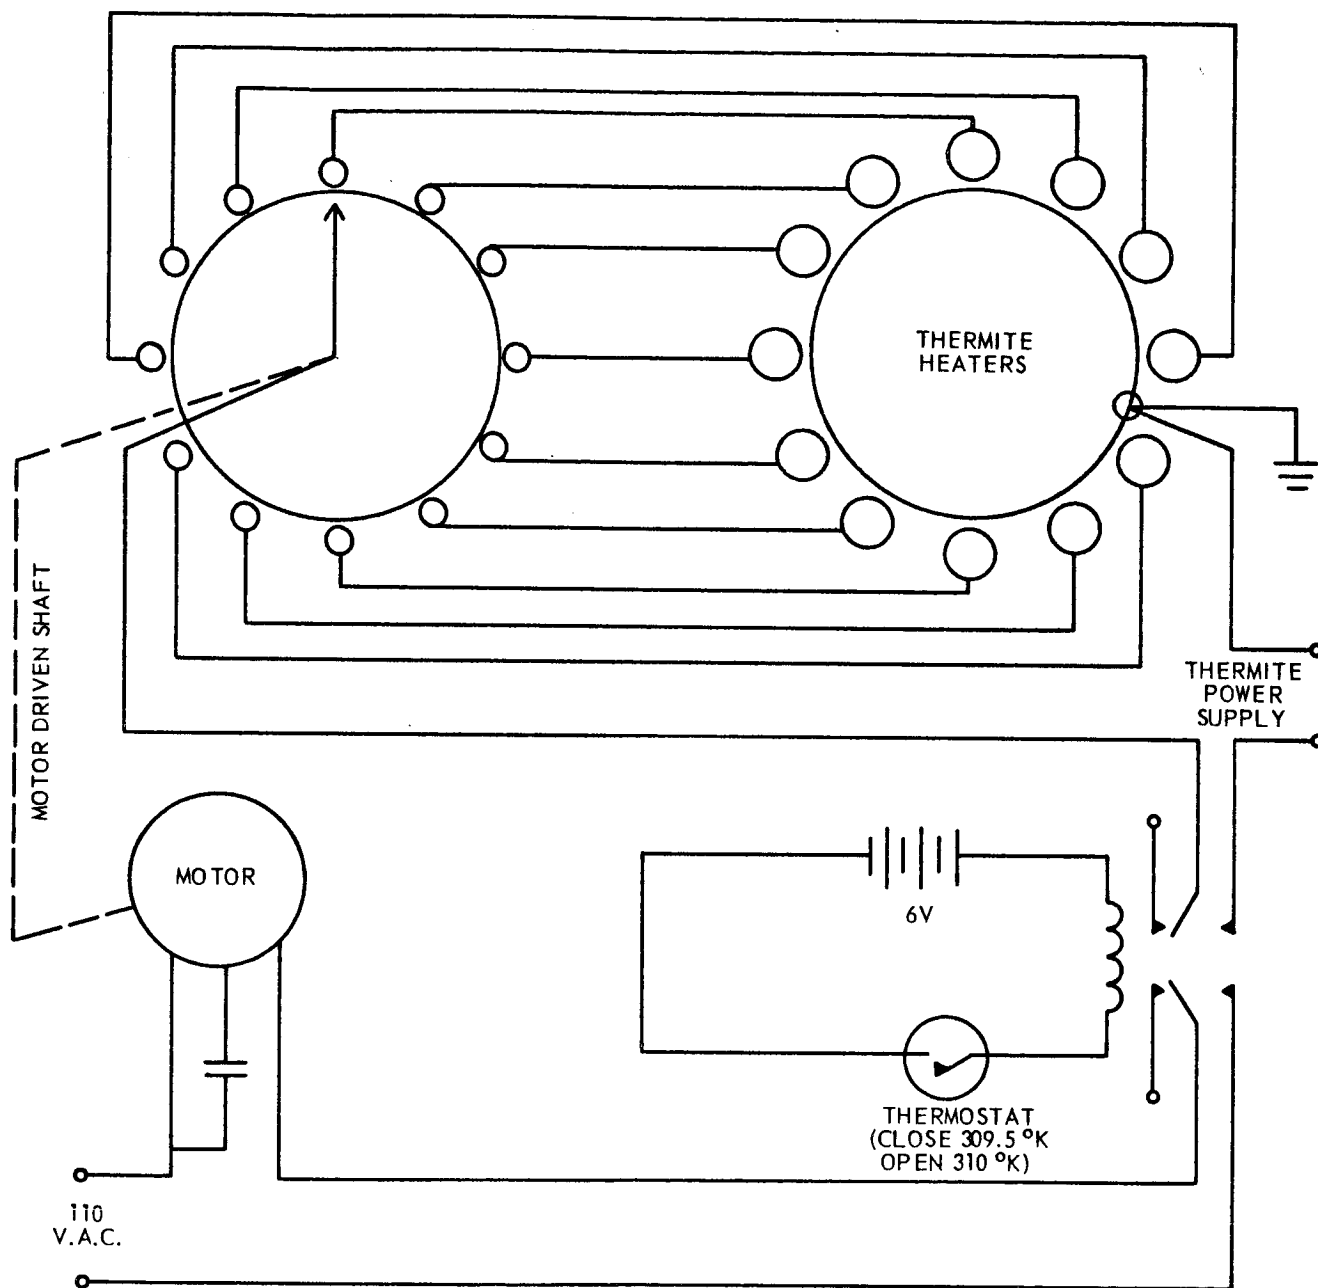 THERMITE
HEATERS
MOTOR DRIVEN SHAFT
THERMITE
POWER
SUPPLY
MOTOR
6V
THERMOSTAT
(CLOSE 309.5 °K
OPEN 310 °K)
110
V.A.C.